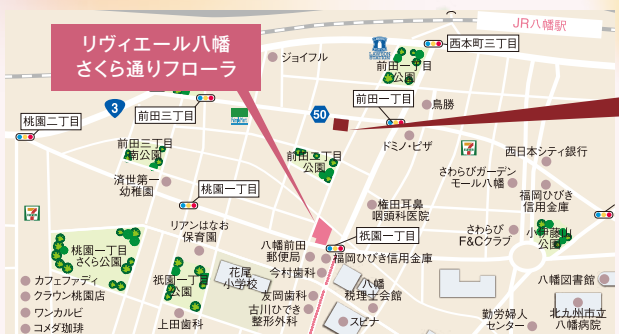 JR八幡駅
リヴィエール八幡
さくら通りフローラ
ジョイフル
LAWSON
STATION
西本町三丁目
前田一丁目
公園
3
前田三丁目
50
前田一丁目
鳥勝
桃園二丁目
ドミノ・ピザ
前田三丁目
南公園
前田二丁目
公園
西日本シティ銀行
済世第一
幼稚園
桃園一丁目
さわらびガーデン
モール八幡
福岡ひびき
信用金庫
権田耳鼻
咽頭科医院
リアンはなお
保育園
祇園一丁目
さわらび
F&Cクラブ
小伊藤山
公園
桃園一丁目
さくら公園
八幡前田
郵便局
福岡ひびき信用金庫
今村歯科
花尾
小学校
祇園一丁目
公園
カフェファディ
クラウン桃園店
ワンカルビ
コメダ珈琲
友岡歯科
古川ひでき
整形外科
八幡
税理士会館
八幡図書館
上田歯科
スピナ
勤労婦人
センター
北九州市立
八幡病院